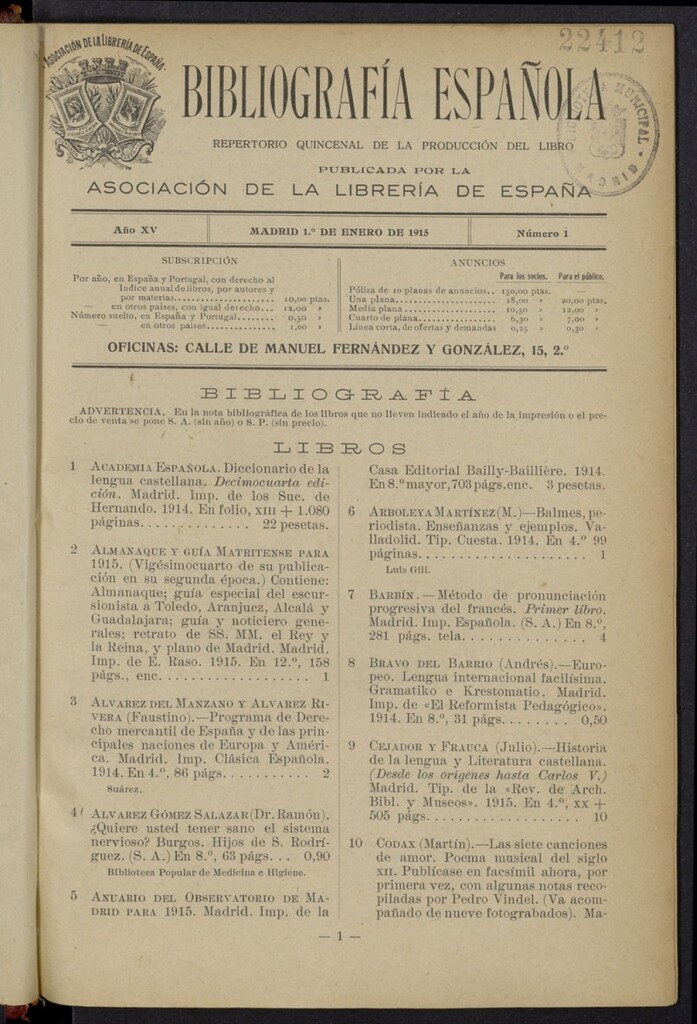 22412
ASOCIACIÓN DE LA LIBRERÍA DE ESPAÑA
BIBLIOGRAFÍA ESPAÑOLA
REPERTORIO QUINCENAL DE LA PRODUCCIÓN DEL LIBRO
BIBLIOTECA MUNICIPAL
MADRID
PUBLICADA POR LA
ASOCIACIÓN DE LA LIBRERÍA DE ESPAÑA
Año XV
MADRID 1.º DE ENERO DE 1915
Número 1
SUBSCRIPCIÓN
Por año, en España y Portugal, con derecho al
Indice anual de libros, por autores y
por materias..................... 10,00 ptas.
— en otros países, con igual derecho... 12,00 »
Número suelto, en España y Portugal....... 0,50 »
— en otros países............... 1,00 »
ANUNCIOS
Para los socios. Para el público.
Póliza de 10 planas de anuncios.. 150,00 ptas. —
Una plana..................... 18,00 » 20,00 ptas.
Media plana................... 10,50 » 12,00 »
Cuarto de plana............... 6,30 » 7,00 »
Línea corta, de ofertas y demandas 0,25 » 0,30 »
OFICINAS: CALLE DE MANUEL FERNÁNDEZ Y GONZÁLEZ, 15, 2.º
BIBLIOGRAFÍA
ADVERTENCIA. En la nota bibliográfica de los libros que no lleven indicado el año de la impresión o el pre-
cio de venta se pone S. A. (sin año) o S. P. (sin precio).
LIBROS
1 ACADEMIA ESPAÑOLA. Diccionario de la
lengua castellana. Decimocuarta edi-
ción. Madrid. Imp. de los Suc. de
Hernando. 1914. En folio, XIII + 1.080
páginas.............. 22 pesetas.
2 ALMANAQUE Y GUÍA MATRITENSE PARA
1915. (Vigésimocuarto de su publica-
ción en su segunda época.) Contiene:
Almanaque; guía especial del escur-
sionista a Toledo, Aranjuez, Alcalá y
Guadalajara; guía y noticiero gene-
rales; retrato de SS. MM. el Rey y
la Reina, y plano de Madrid. Madrid.
Imp. de E. Raso. 1915. En 12.º, 158
págs., enc.................. 1
3 ALVAREZ DEL MANZANO Y ALVAREZ RI-
VERA (Faustino).—Programa de Dere-
cho mercantil de España y de las prin-
cipales naciones de Europa y Améri-
ca. Madrid. Imp. Clásica Española.
1914. En 4.º, 86 págs........... 2
Suárez.
4 ALVAREZ GÓMEZ SALAZAR (Dr. Ramón).
¿Quiere usted tener sano el sistema
nervioso? Burgos. Hijos de S. Rodrí-
guez. (S. A.) En 8.º, 63 págs... 0,90
Biblioteca Popular de Medicina e Higiene.
5 ANUARIO DEL OBSERVATORIO DE MA-
DRID PARA 1915. Madrid. Imp. de la
Casa Editorial Bailly-Baillière. 1914.
En 8.º mayor, 703 págs. enc. 3 pesetas.
6 ARBOLEYA MARTÍNEZ (M.)—Balmes, pe-
riodista. Enseñanzas y ejemplos. Va-
lladolid. Tip. Cuesta. 1914. En 4.º 99
páginas..................... 1
Luis Gili.
7 BARBÍN.—Método de pronunciación
progresiva del francés. Primer libro.
Madrid. Imp. Española. (S. A.) En 8.º,
281 págs. tela................ 4
8 BRAVO DEL BARRIO (Andrés).—Euro-
peo. Lengua internacional facilísima.
Gramatiko e Krestomatio. Madrid.
Imp. de «El Reformista Pedagógico».
1914. En 8.º, 31 págs........ 0,50
9 CEJADOR Y FRAUCA (Julio).—Historia
de la lengua y Literatura castellana.
(Desde los orígenes hasta Carlos V.)
Madrid. Tip. de la «Rev. de Arch.
Bibl. y Museos». 1915. En 4.º, XX +
505 págs................... 10
10 CODAX (Martín).—Las siete canciones
de amor. Poema musical del siglo
XII. Publícase en facsímil ahora, por
primera vez, con algunas notas reco-
piladas por Pedro Vindel. (Va acom-
pañado de nueve fotograbados). Ma-
— 1 —